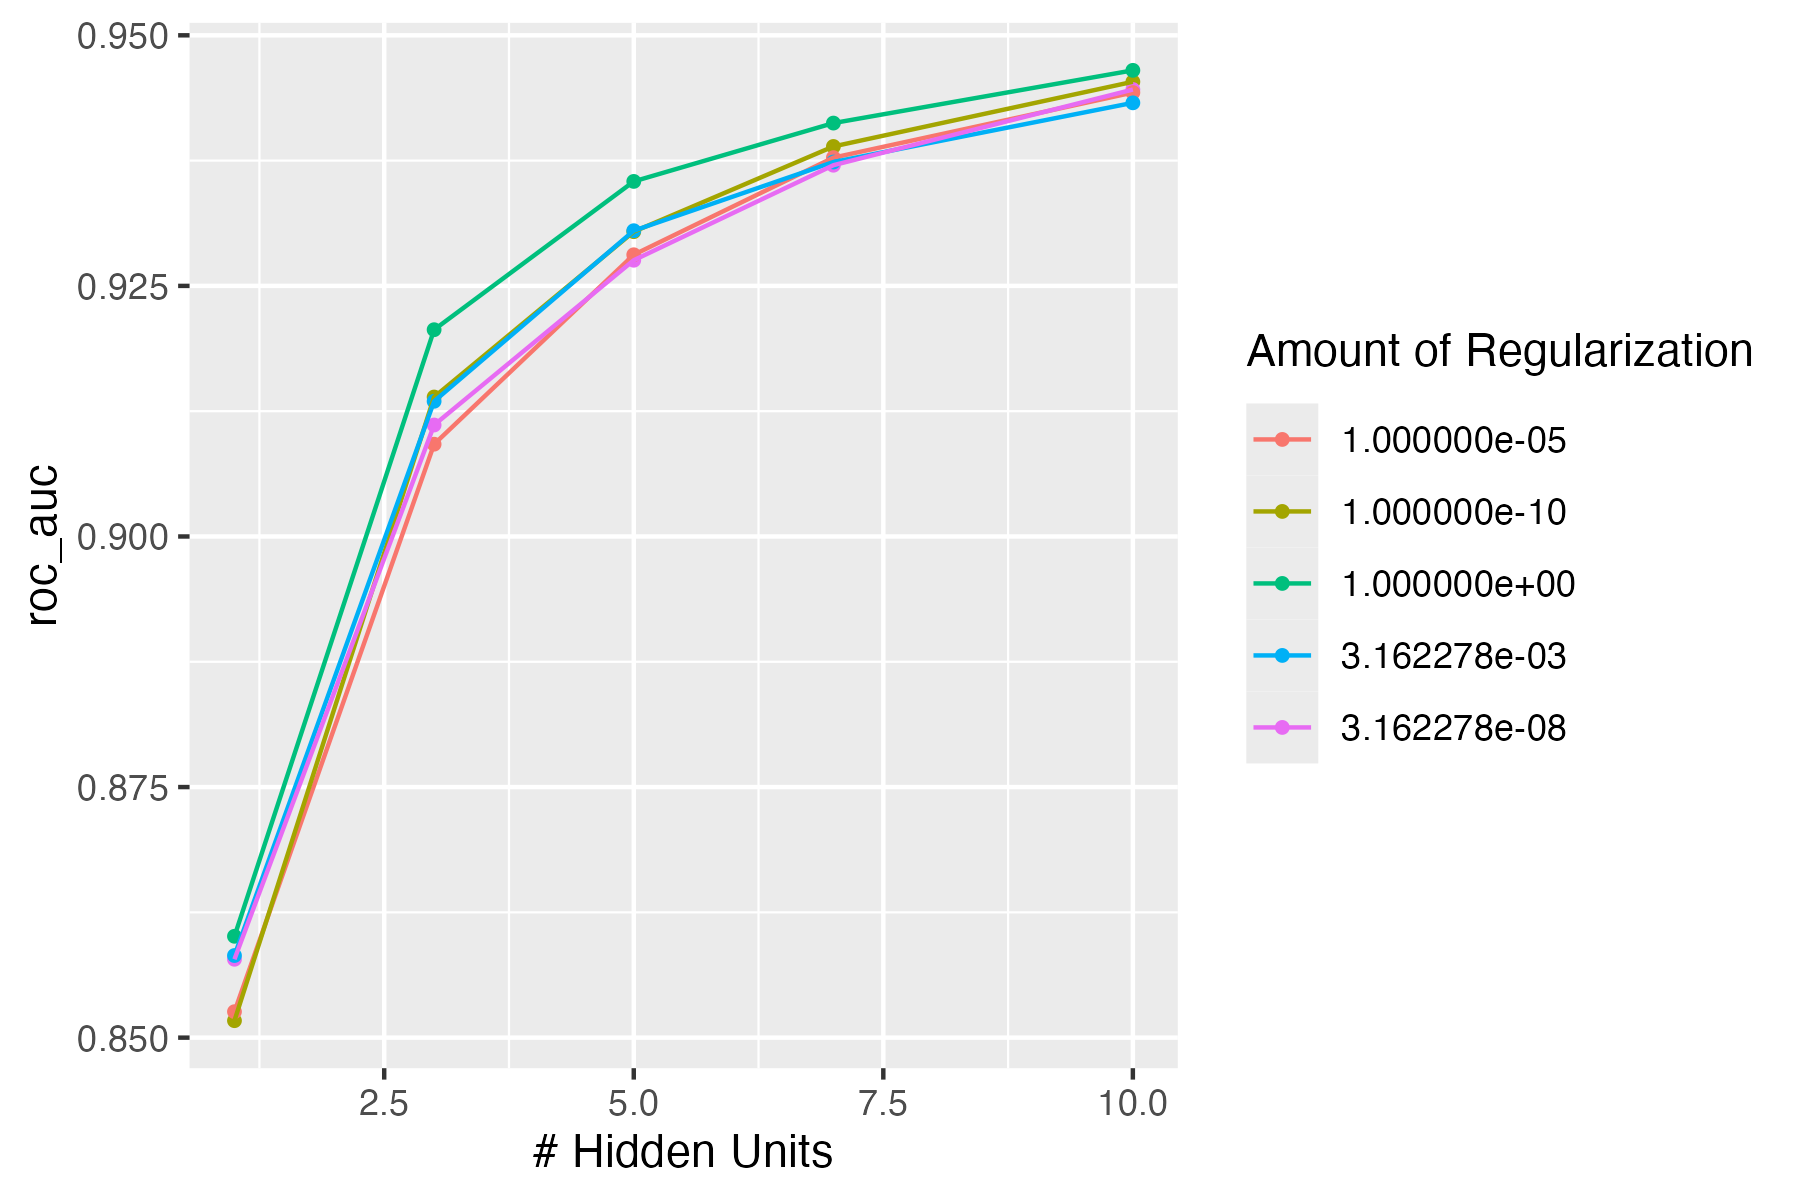 0.950
0.925
0.900
0.875
0.850
roc_auc
2.5 5.0 7.5 10.0
# Hidden Units
Amount of Regularization
1.000000e-05
1.000000e-10
1.000000e+00
3.162278e-03
3.162278e-08